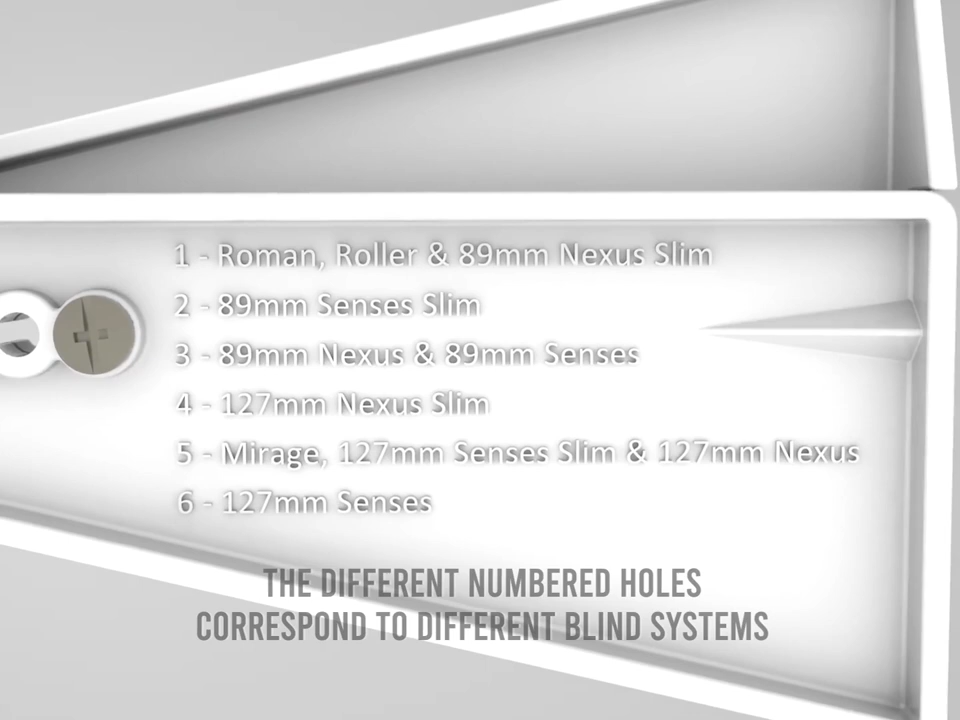 1 - Roman, Roller & 89mm Nexus Slim
2 - 89mm Senses Slim
3 - 89mm Nexus & 89mm Senses
4 - 127mm Nexus Slim
5 - Mirage, 127mm Senses Slim & 127mm Nexus
6 - 127mm Senses
THE DIFFERENT NUMBERED HOLES
CORRESPOND TO DIFFERENT BLIND SYSTEMS